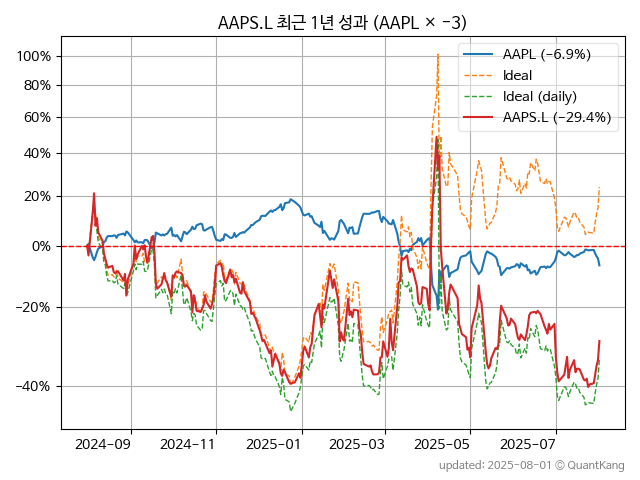 AAPS.L 최근 1년 성과 (AAPL × −3)
AAPL (−6.9%)
Ideal
Ideal (daily)
AAPS.L (−29.4%)
100%
80%
60%
40%
20%
0%
−20%
−40%
2024−09
2024−11
2025−01
2025−03
2025−05
2025−07
updated: 2025−08−01 © QuantKang